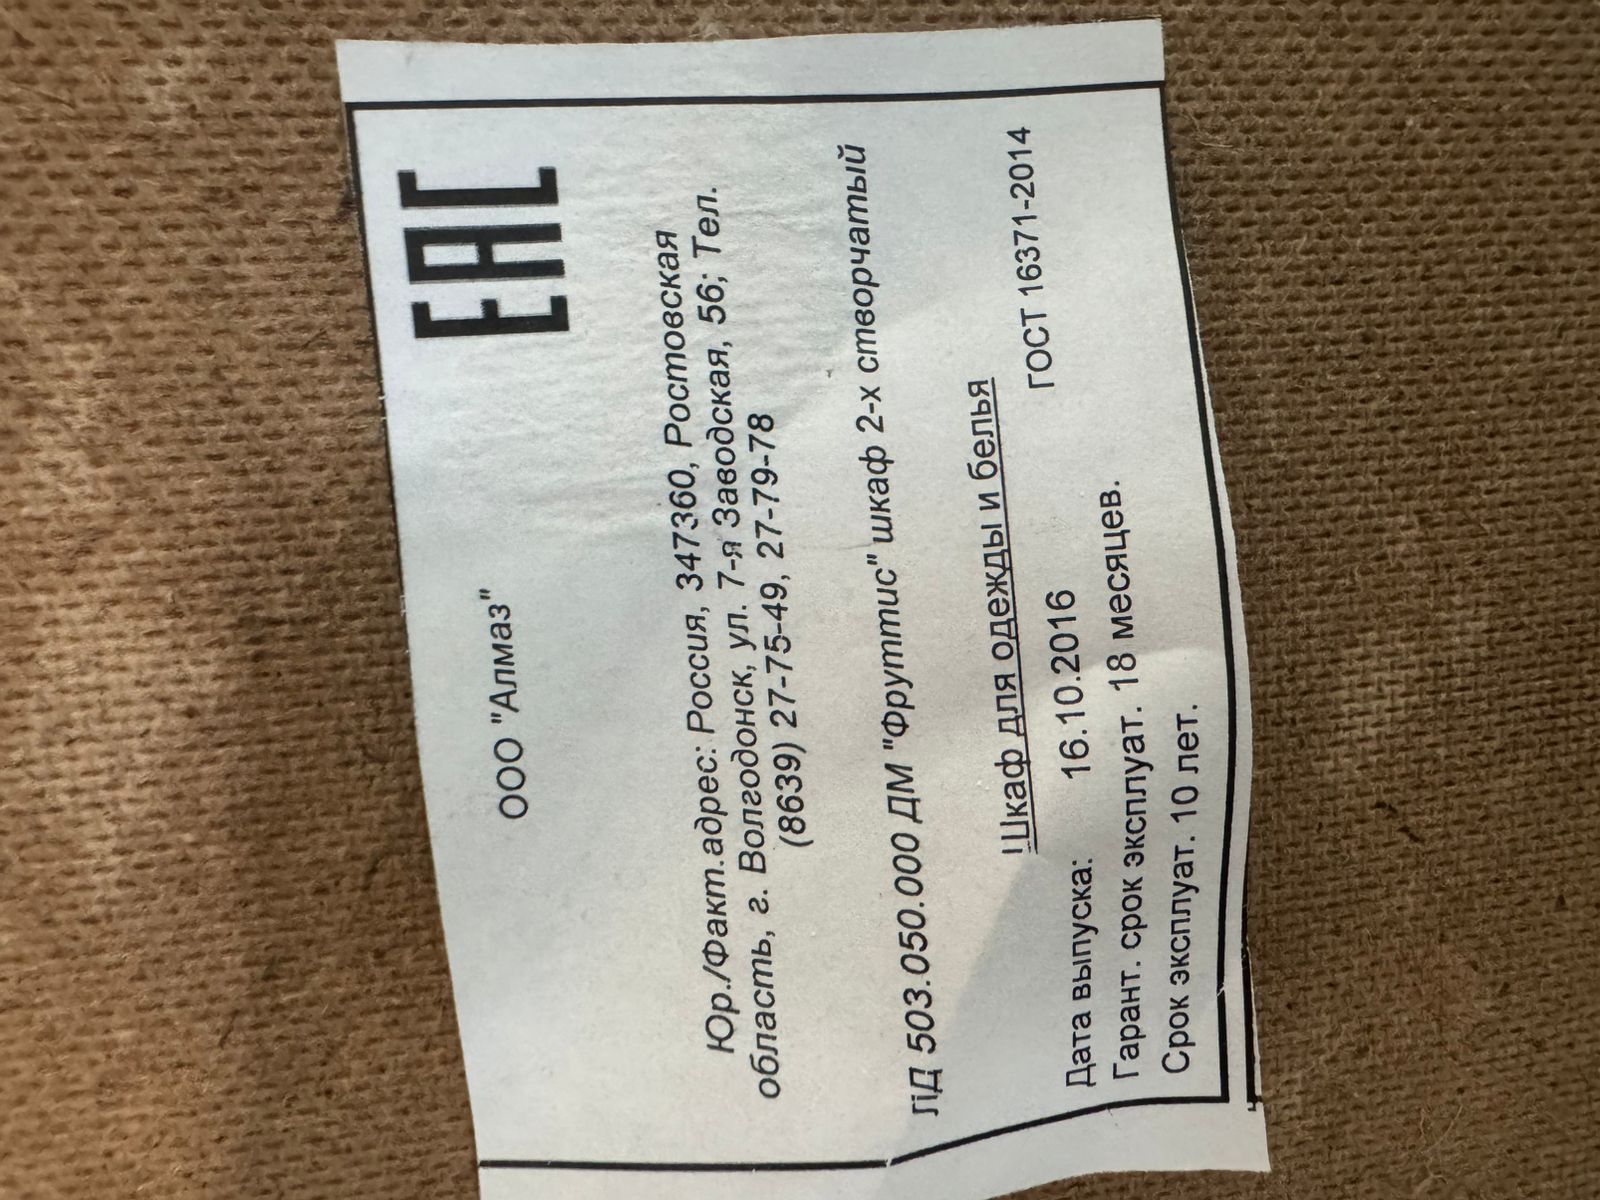 ЕАС
ООО "Алмаз"
Юр./Факт.адрес: Россия, 347360, Ростовская
область, г. Волгодонск, ул. 7-я Заводская, 56; Тел.
(8639) 27-75-49, 27-79-78
ЛД 503.050.000 ДМ "Фруттис" шкаф 2-х створчатый
Шкаф для одежды и белья
ГОСТ 16371-2014
Дата выпуска: 16.10.2016
Гарант. срок эксплуат. 18 месяцев.
Срок эксплуат. 10 лет.